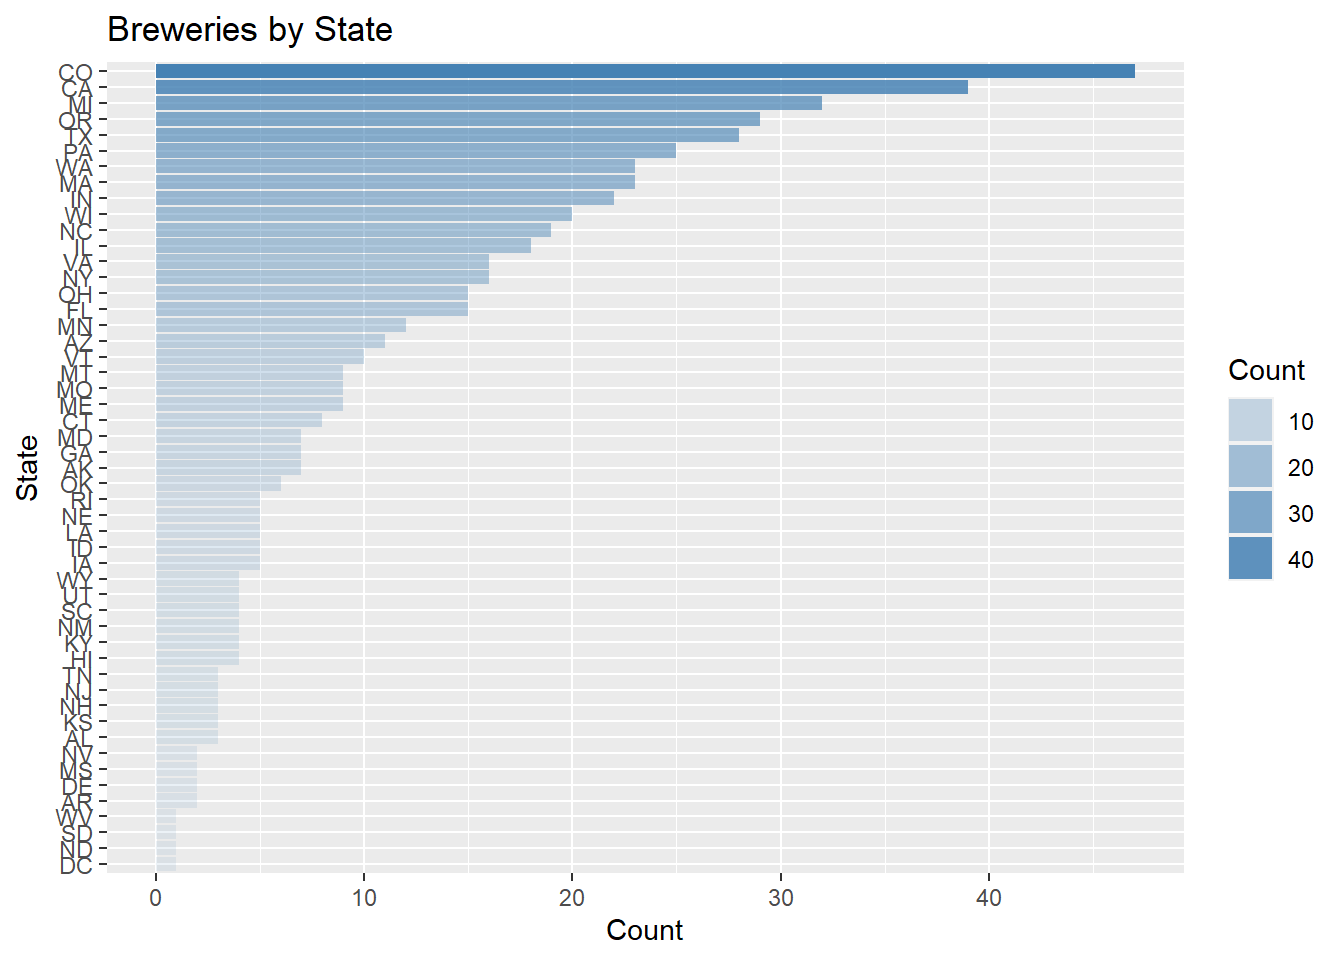 Breweries by State
CO
CA
MI
OR
TX
PA
WA
MA
IN
WI
NC
IL
VA
NY
OH
FL
MN
AZ
VT
MT
MO
ME
CT
MD
GA
AK
OK
RI
NE
LA
ID
IA
WY
UT
SC
NM
KY
HI
TN
NJ
NH
KS
AL
NV
MS
DE
AR
WV
SD
ND
DC
State
0 10 20 30 40
Count
Count
10
20
30
40